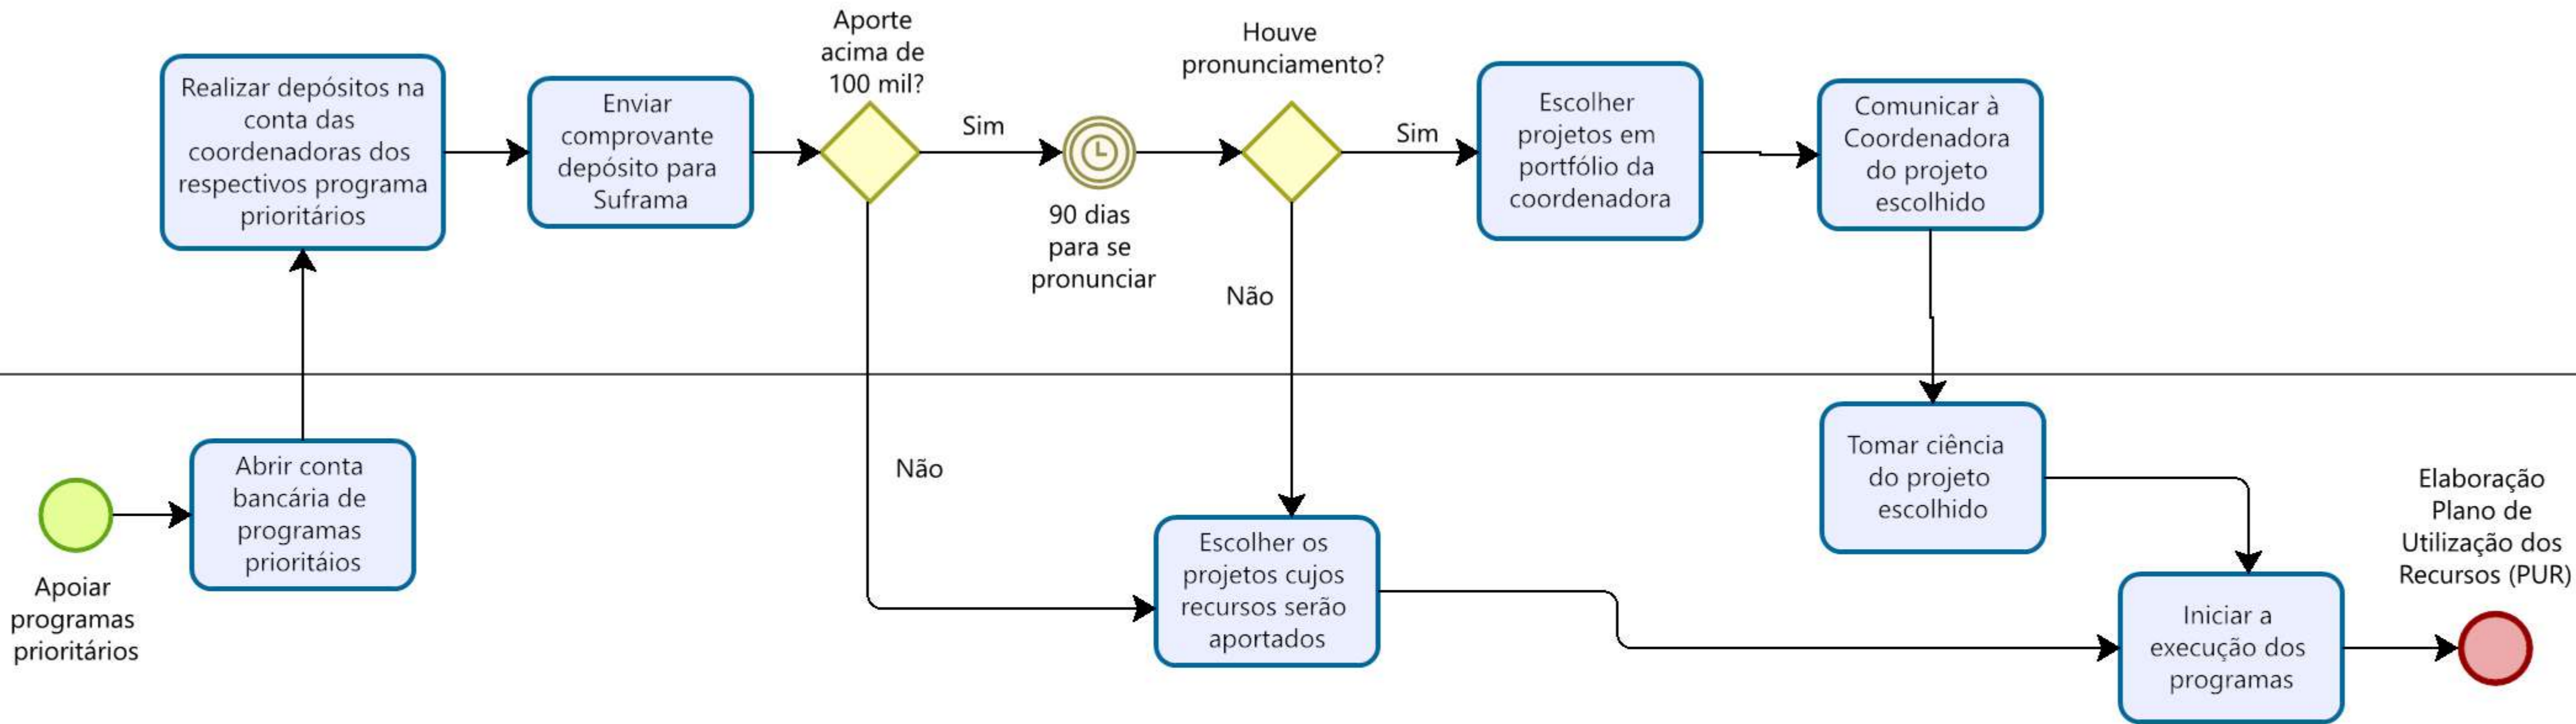 Aporte
acima de
100 mil?
Houve
pronunciamento?
Realizar depósitos na
conta das
coordenadoras dos
respectivos programa
prioritários
Enviar
comprovante
depósito para
Suframa
Sim
90 dias
para se
pronunciar
Sim
Escolher
projetos em
portfólio da
coordenadora
Comunicar à
Coordenadora
do projeto
escolhido
Não
Não
Apoiar
programas
prioritários
Abrir conta
bancária de
programas
prioritáios
Escolher os
projetos cujos
recursos serão
aportados
Tomar ciência
do projeto
escolhido
Iniciar a
execução dos
programas
Elaboração
Plano de
Utilização dos
Recursos (PUR)